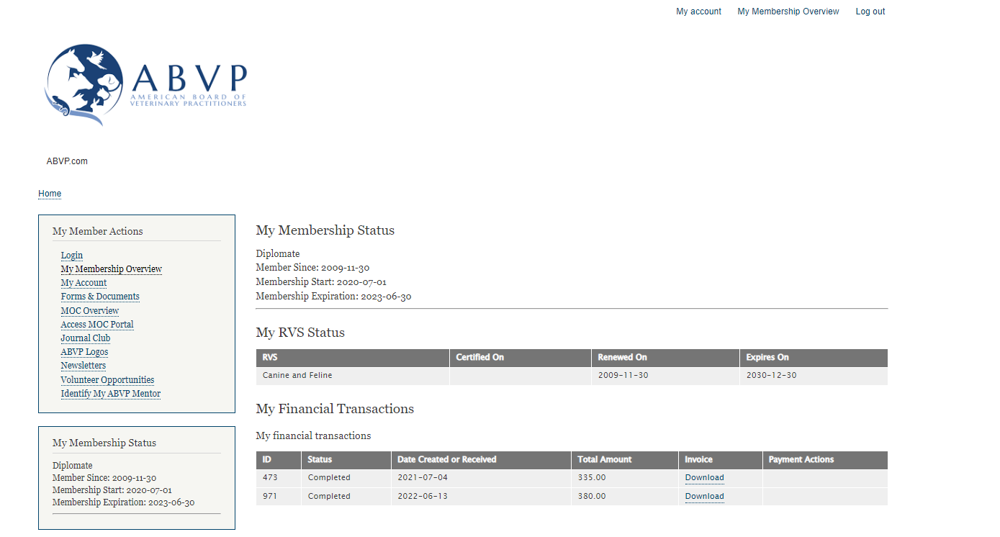 My account My Membership Overview Log out
ABVP
AMERICAN BOARD OF
VETERINARY PRACTITIONERS
ABVP.com
Home
My Member Actions
Login
My Membership Overview
My Account
Forms & Documents
MOC Overview
Access MOC Portal
Journal Club
ABVP Logos
Newsletters
Volunteer Opportunities
Identify My ABVP Mentor
My Membership Status
Diplomate
Member Since: 2009-11-30
Membership Start: 2020-07-01
Membership Expiration: 2023-06-30
My Membership Status
Diplomate
Member Since: 2009-11-30
Membership Start: 2020-07-01
Membership Expiration: 2023-06-30
My RVS Status
RVS Certified On Renewed On Expires On
Canine and Feline 2009-11-30 2030-12-30
My Financial Transactions
My financial transactions
ID Status Date Created or Received Total Amount Invoice Payment Actions
473 Completed 2021-07-04 335.00 Download
971 Completed 2022-06-13 380.00 Download